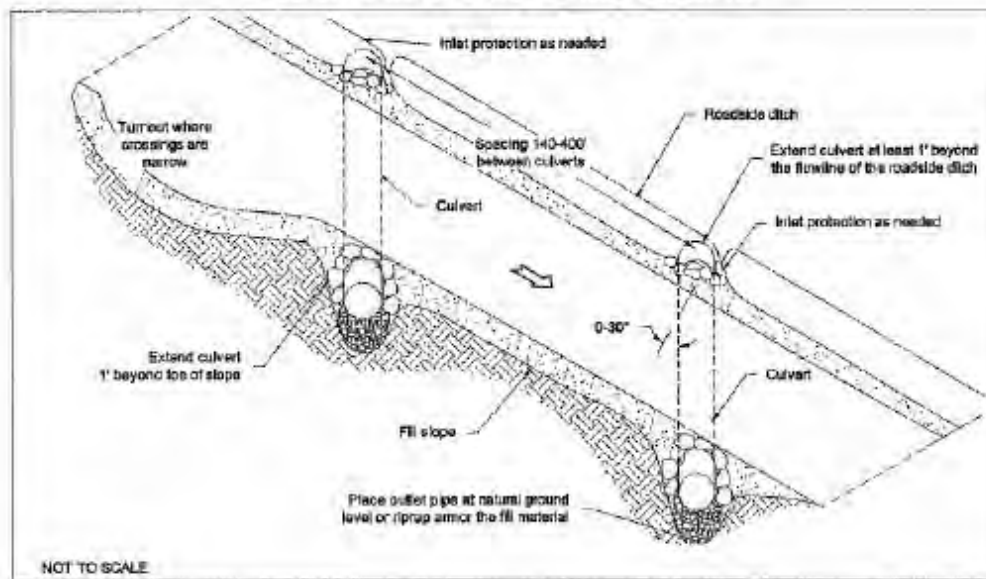 Inlet protection as needed
Roadside ditch
Turnout where
crossings are
narrow
Spacing 140-400'
between culverts
Extend culvert at least 1' beyond
the flowline of the roadside ditch
Culvert
Inlet protection as needed
0-30°
Extend culvert
1' beyond toe of slope
Culvert
Fill slope
Place outlet pipe at natural ground
level or riprap armor the fill material
NOT TO SCALE